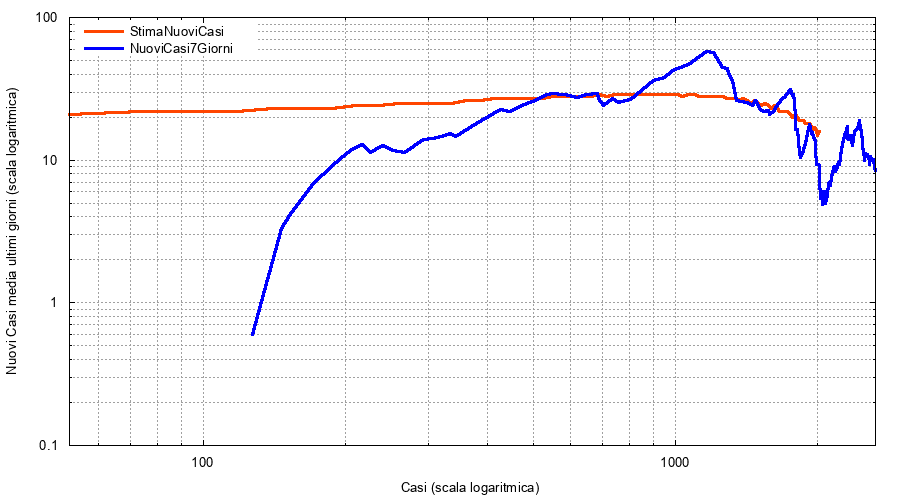 100
StimaNuoviCasi
NuoviCasi7Giorni
10
1
0.1
Nuovi Casi media ultimi giorni (scala logaritmica)
100
1000
Casi (scala logaritmica)